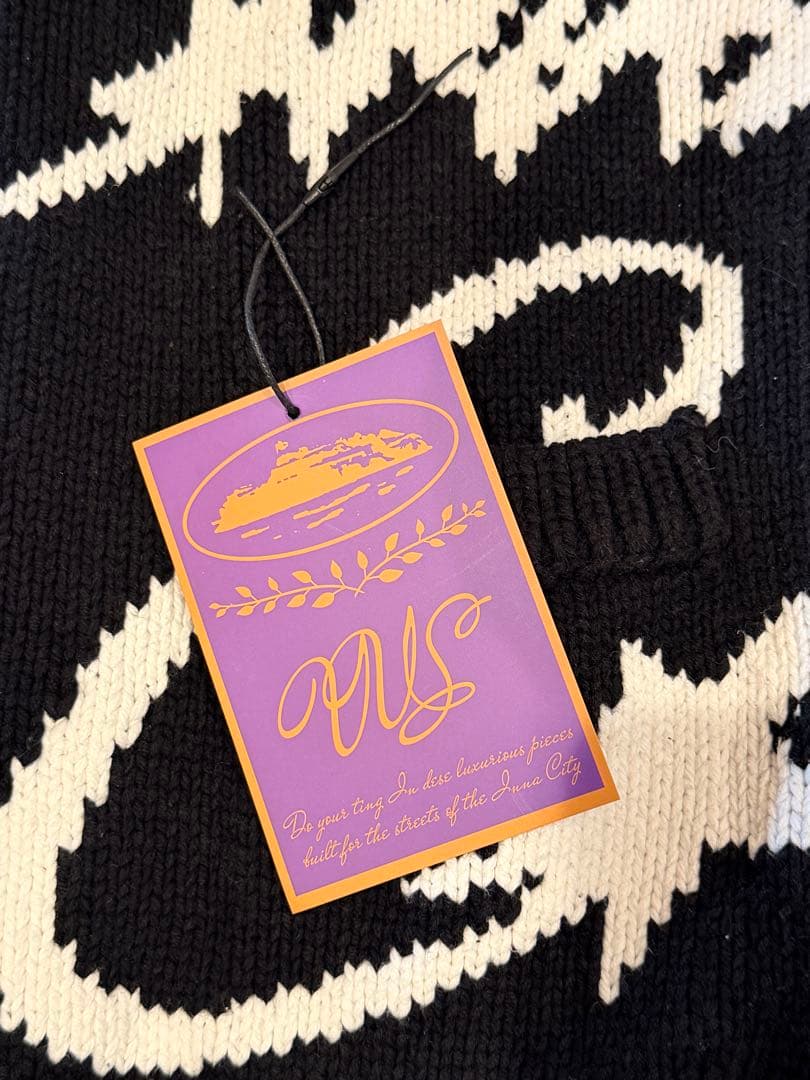 Do your ting In dese luxurious pieces
built for the streets of the Inna City